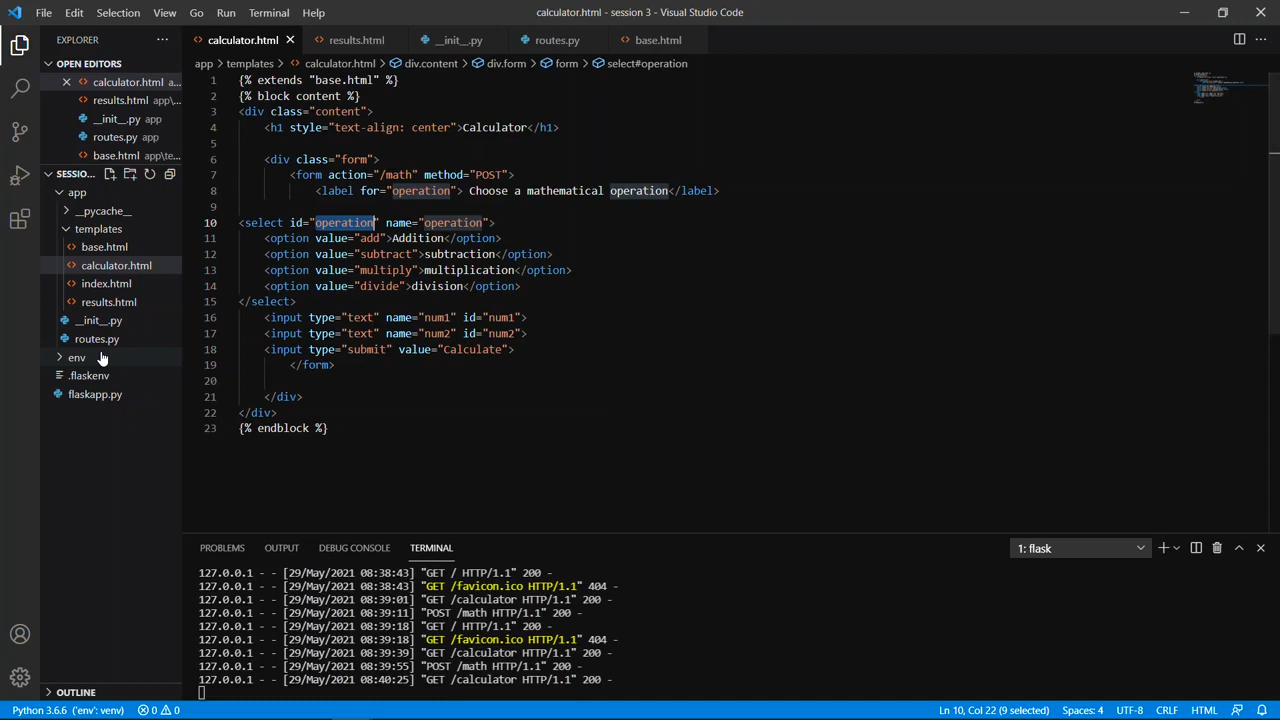 File Edit Selection View Go Run Terminal Help
calculator.html - session 3 - Visual Studio Code
EXPLORER ···
calculator.html
results.html
__init__.py
routes.py
base.html
OPEN EDITORS
calculator.html a...
results.html app\...
__init__.py app
routes.py app
base.html app\te...
SESSIO...
app
__pycache__
templates
base.html
calculator.html
index.html
results.html
__init__.py
routes.py
env
.flaskenv
flaskapp.py
OUTLINE
app > templates > calculator.html > div.content > div.form > form > select#operation
1 {% extends "base.html" %}
2 {% block content %}
3 <div class="content">
4 <h1 style="text-align: center">Calculator</h1>
5
6 <div class="form">
7 <form action="/math" method="POST">
8 <label for="operation"> Choose a mathematical operation</label>
9
10 <select id="operation" name="operation">
11 <option value="add">Addition</option>
12 <option value="subtract">subtraction</option>
13 <option value="multiply">multiplication</option>
14 <option value="divide">division</option>
15 </select>
16 <input type="text" name="num1" id="num1">
17 <input type="text" name="num2" id="num2">
18 <input type="submit" value="Calculate">
19 </form>
20
21 </div>
22 </div>
23 {% endblock %}
PROBLEMS OUTPUT DEBUG CONSOLE TERMINAL
1: flask
127.0.0.1 - - [29/May/2021 08:38:43] "GET / HTTP/1.1" 200 -
127.0.0.1 - - [29/May/2021 08:38:43] "GET /favicon.ico HTTP/1.1" 404 -
127.0.0.1 - - [29/May/2021 08:39:01] "GET /calculator HTTP/1.1" 200 -
127.0.0.1 - - [29/May/2021 08:39:11] "POST /math HTTP/1.1" 200 -
127.0.0.1 - - [29/May/2021 08:39:18] "GET / HTTP/1.1" 200 -
127.0.0.1 - - [29/May/2021 08:39:18] "GET /favicon.ico HTTP/1.1" 404 -
127.0.0.1 - - [29/May/2021 08:39:39] "GET /calculator HTTP/1.1" 200 -
127.0.0.1 - - [29/May/2021 08:39:55] "POST /math HTTP/1.1" 200 -
127.0.0.1 - - [29/May/2021 08:40:25] "GET /calculator HTTP/1.1" 200 -
Python 3.6.6 ('env': venv) 0 0
Ln 10, Col 22 (9 selected) Spaces: 4 UTF-8 CRLF HTML